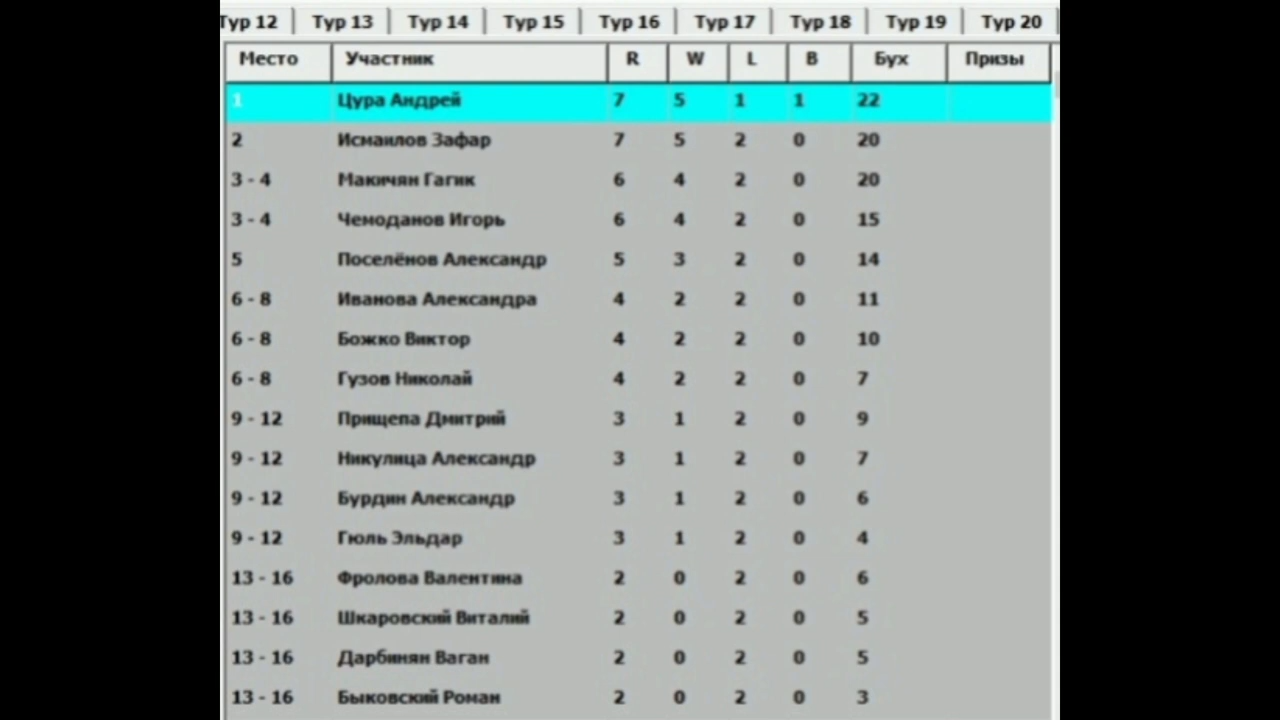 Тур 12 Тур 13 Тур 14 Тур 15 Тур 16 Тур 17 Тур 18 Тур 19 Тур 20
Место Участник R W L B Бух Призы
1 Цура Андрей 7 5 1 1 22
2 Исмаилов Зафар 7 5 2 0 20
3 - 4 Макичян Гагик 6 4 2 0 20
3 - 4 Чемоданов Игорь 6 4 2 0 15
5 Поселёнов Александр 5 3 2 0 14
6 - 8 Иванова Александра 4 2 2 0 11
6 - 8 Божко Виктор 4 2 2 0 10
6 - 8 Гузов Николай 4 2 2 0 7
9 - 12 Прищепа Дмитрий 3 1 2 0 9
9 - 12 Никулица Александр 3 1 2 0 7
9 - 12 Бурдин Александр 3 1 2 0 6
9 - 12 Гюль Эльдар 3 1 2 0 4
13 - 16 Фролова Валентина 2 0 2 0 6
13 - 16 Шкаровский Виталий 2 0 2 0 5
13 - 16 Дарбинян Ваган 2 0 2 0 5
13 - 16 Быковский Роман 2 0 2 0 3